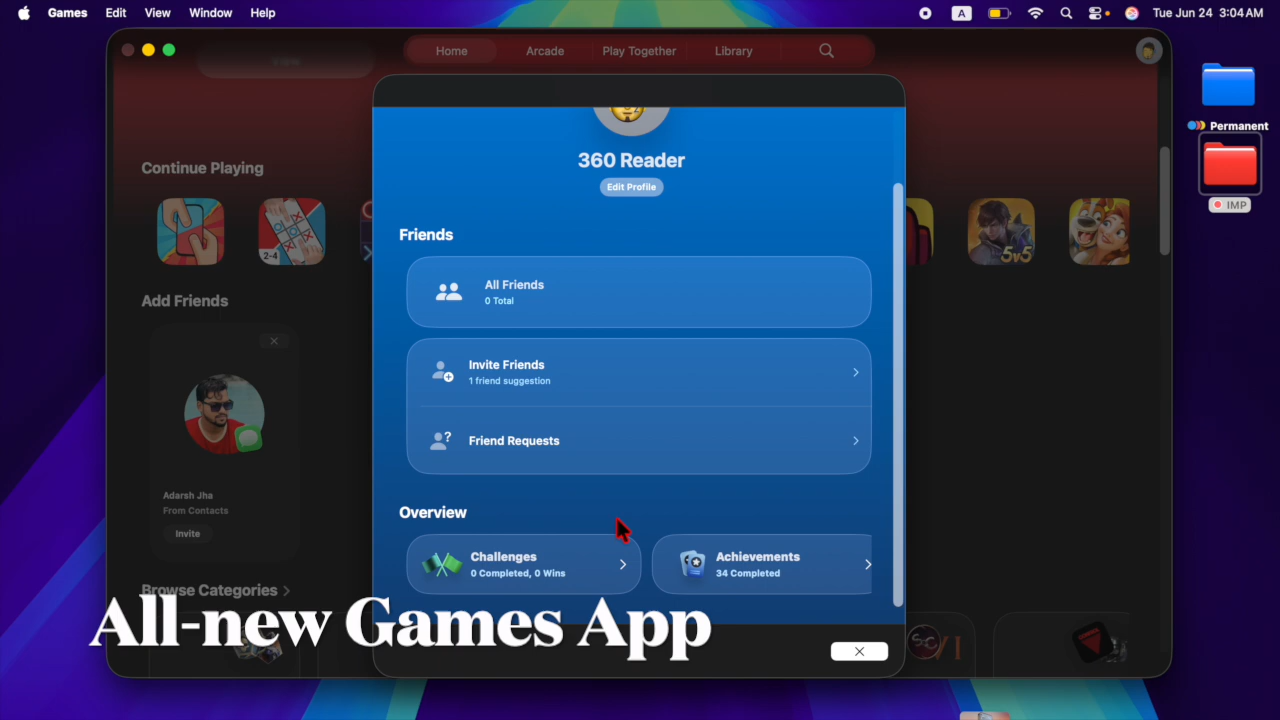 Games Edit View Window Help
A Tue Jun 24 3:04 AM
Home Arcade Play Together Library
Permanent
IMP
Continue Playing
2-4
5v5
360 Reader
Edit Profile
Friends
All Friends
0 Total
Invite Friends
1 friend suggestion
Friend Requests
Add Friends
Adarsh Jha
From Contacts
Invite
Overview
Challenges
0 Completed, 0 Wins
Achievements
34 Completed
Browse Categories
All-new Games App